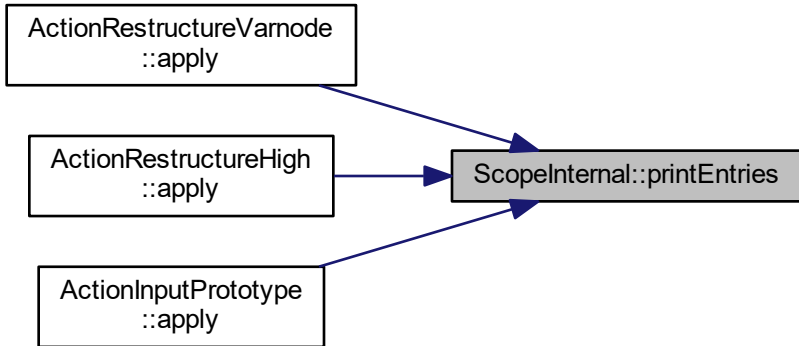 ActionRestructureVarnode
::apply
ActionRestructureHigh
::apply
ScopeInternal::printEntries
ActionInputPrototype
::apply